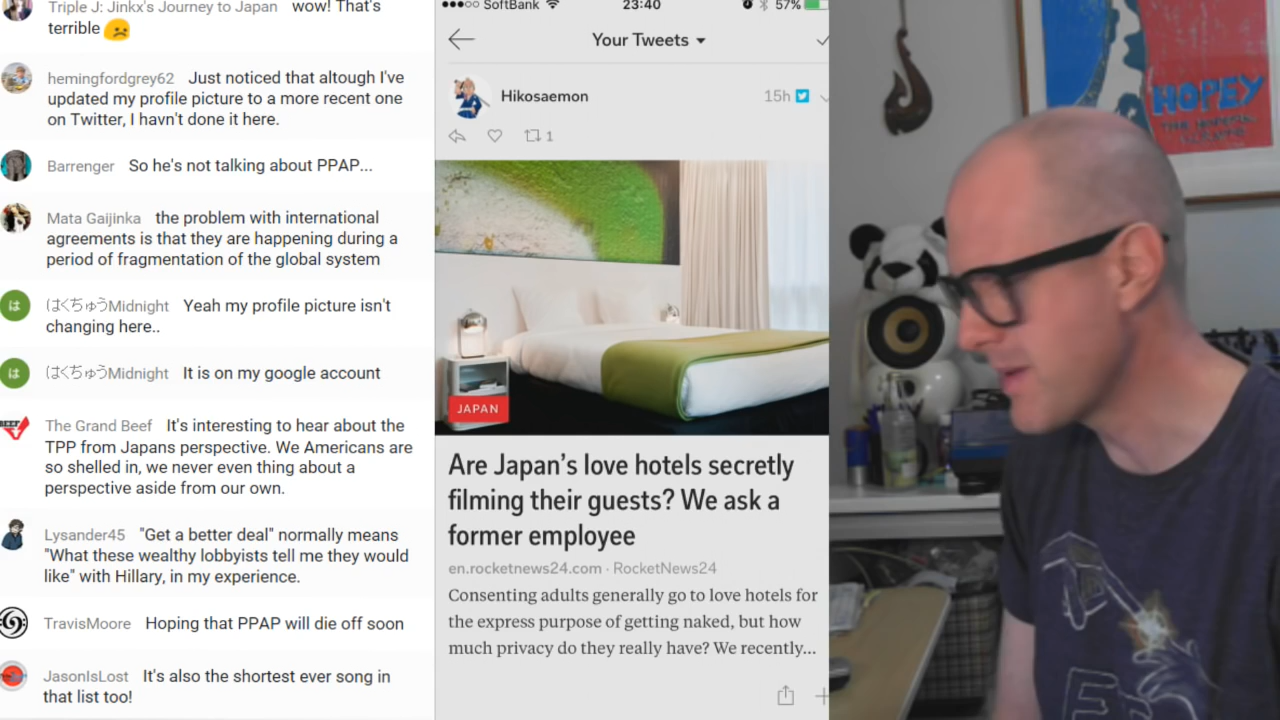 Triple J: Jinkx's Journey to Japan wow! That's
terrible
hemingfordgrey62 Just noticed that altough I've
updated my profile picture to a more recent one
on Twitter, I havn't done it here.
Barrenger So he's not talking about PPAP...
Mata Gaijinka the problem with international
agreements is that they are happening during a
period of fragmentation of the global system
は
はくちゅうMidnight Yeah my profile picture isn't
changing here..
は
はくちゅうMidnight It is on my google account
The Grand Beef It's interesting to hear about the
TPP from Japans perspective. We Americans are
so shelled in, we never even thing about a
perspective aside from our own.
Lysander45 "Get a better deal" normally means
"What these wealthy lobbyists tell me they would
like" with Hillary, in my experience.
TravisMoore Hoping that PPAP will die off soon
JasonIsLost It's also the shortest ever song in
that list too!
SoftBank 23:40 57%
Your Tweets
Hikosaemon 15h
1
JAPAN
Are Japan's love hotels secretly
filming their guests? We ask a
former employee
en.rocketnews24.com · RocketNews24
Consenting adults generally go to love hotels for
the express purpose of getting naked, but how
much privacy do they really have? We recently...
HOPEY